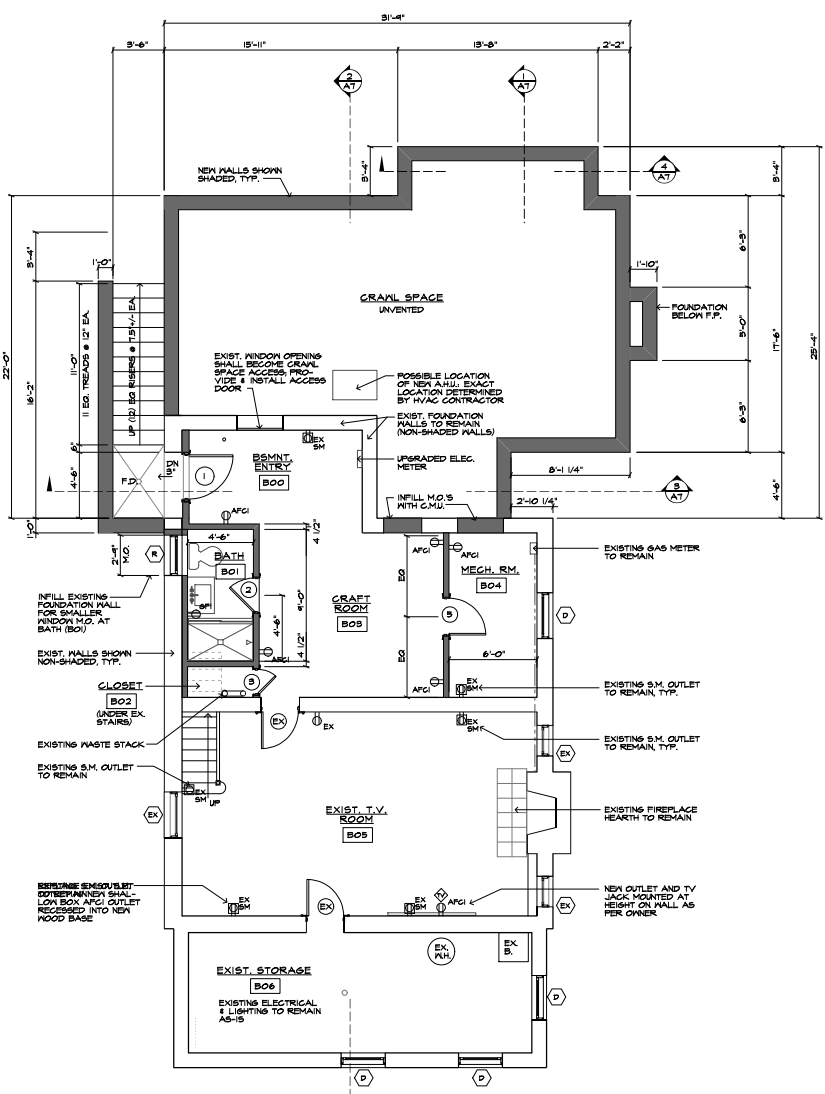 31'-9"
3'-6"
15'-11"
13'-8"
2'-2"
2
A7
1
A7
NEW WALLS SHOWN
SHADED, TYP.
3'-4"
4
A7
3'-4"
3'-4"
1'-0"
22'-0"
16'-2"
11 EQ. TREADS @ 12" EA.
11'-0"
UP (12) EQ RISERS @ 7.5"+/- EA.
CRAWL SPACE
UNVENTED
1'-10"
FOUNDATION
BELOW F.P.
6'-3"
5'-0"
6'-3"
17'-6"
25'-4"
EXIST. WINDOW OPENING
SHALL BECOME CRAWL
SPACE ACCESS; PRO-
VIDE & INSTALL ACCESS
DOOR
POSSIBLE LOCATION
OF NEW A.H.U.: EXACT
LOCATION DETERMINED
BY HVAC CONTRACTOR
EXIST. FOUNDATION
WALLS TO REMAIN
(NON-SHADED WALLS)
EX
SM
6"
4'-6"
F.D.
DN
1
BSMNT.
ENTRY
B00
UPGRADED ELEC.
METER
8'-1 1/4"
3
A7
4'-6"
INFILL M.O.'S
WITH C.M.U.
2'-10 1/4"
AFCI
1'-0"
2'-9"
M.O.
R
4'-6"
BATH
B01
GFI
2
4 1/2"
9'-0"
4'-6"
4 1/2"
AFCI
CRAFT
ROOM
B03
EQ
EQ
AFCI
AFCI
MECH. RM.
B04
5
6'-0"
EX
SM
AFCI
D
EXISTING GAS METER
TO REMAIN
INFILL EXISTING
FOUNDATION WALL
FOR SMALLER
WINDOW M.O. AT
BATH (B01)
EXIST. WALLS SHOWN
NON-SHADED, TYP.
CLOSET
B02
(UNDER EX.
STAIRS)
3
EXISTING S.M. OUTLET
TO REMAIN, TYP.
EXISTING WASTE STACK
EX
EX
EX
SM
EXISTING S.M. OUTLET
TO REMAIN, TYP.
EX
EXISTING S.M. OUTLET
TO REMAIN
EX
SM
UP
EX
EXIST. T.V.
ROOM
B05
EXISTING FIREPLACE
HEARTH TO REMAIN
LOW BOX AFCI OUTLET
RECESSED INTO NEW
WOOD BASE
EX
SM
EX
EX
SM
TV
AFCI
EX
NEW OUTLET AND TV
JACK MOUNTED AT
HEIGHT ON WALL AS
PER OWNER
EX.
W.H.
EX.
B.
EXIST. STORAGE
B06
EXISTING ELECTRICAL
& LIGHTING TO REMAIN
AS-IS
D
D
D